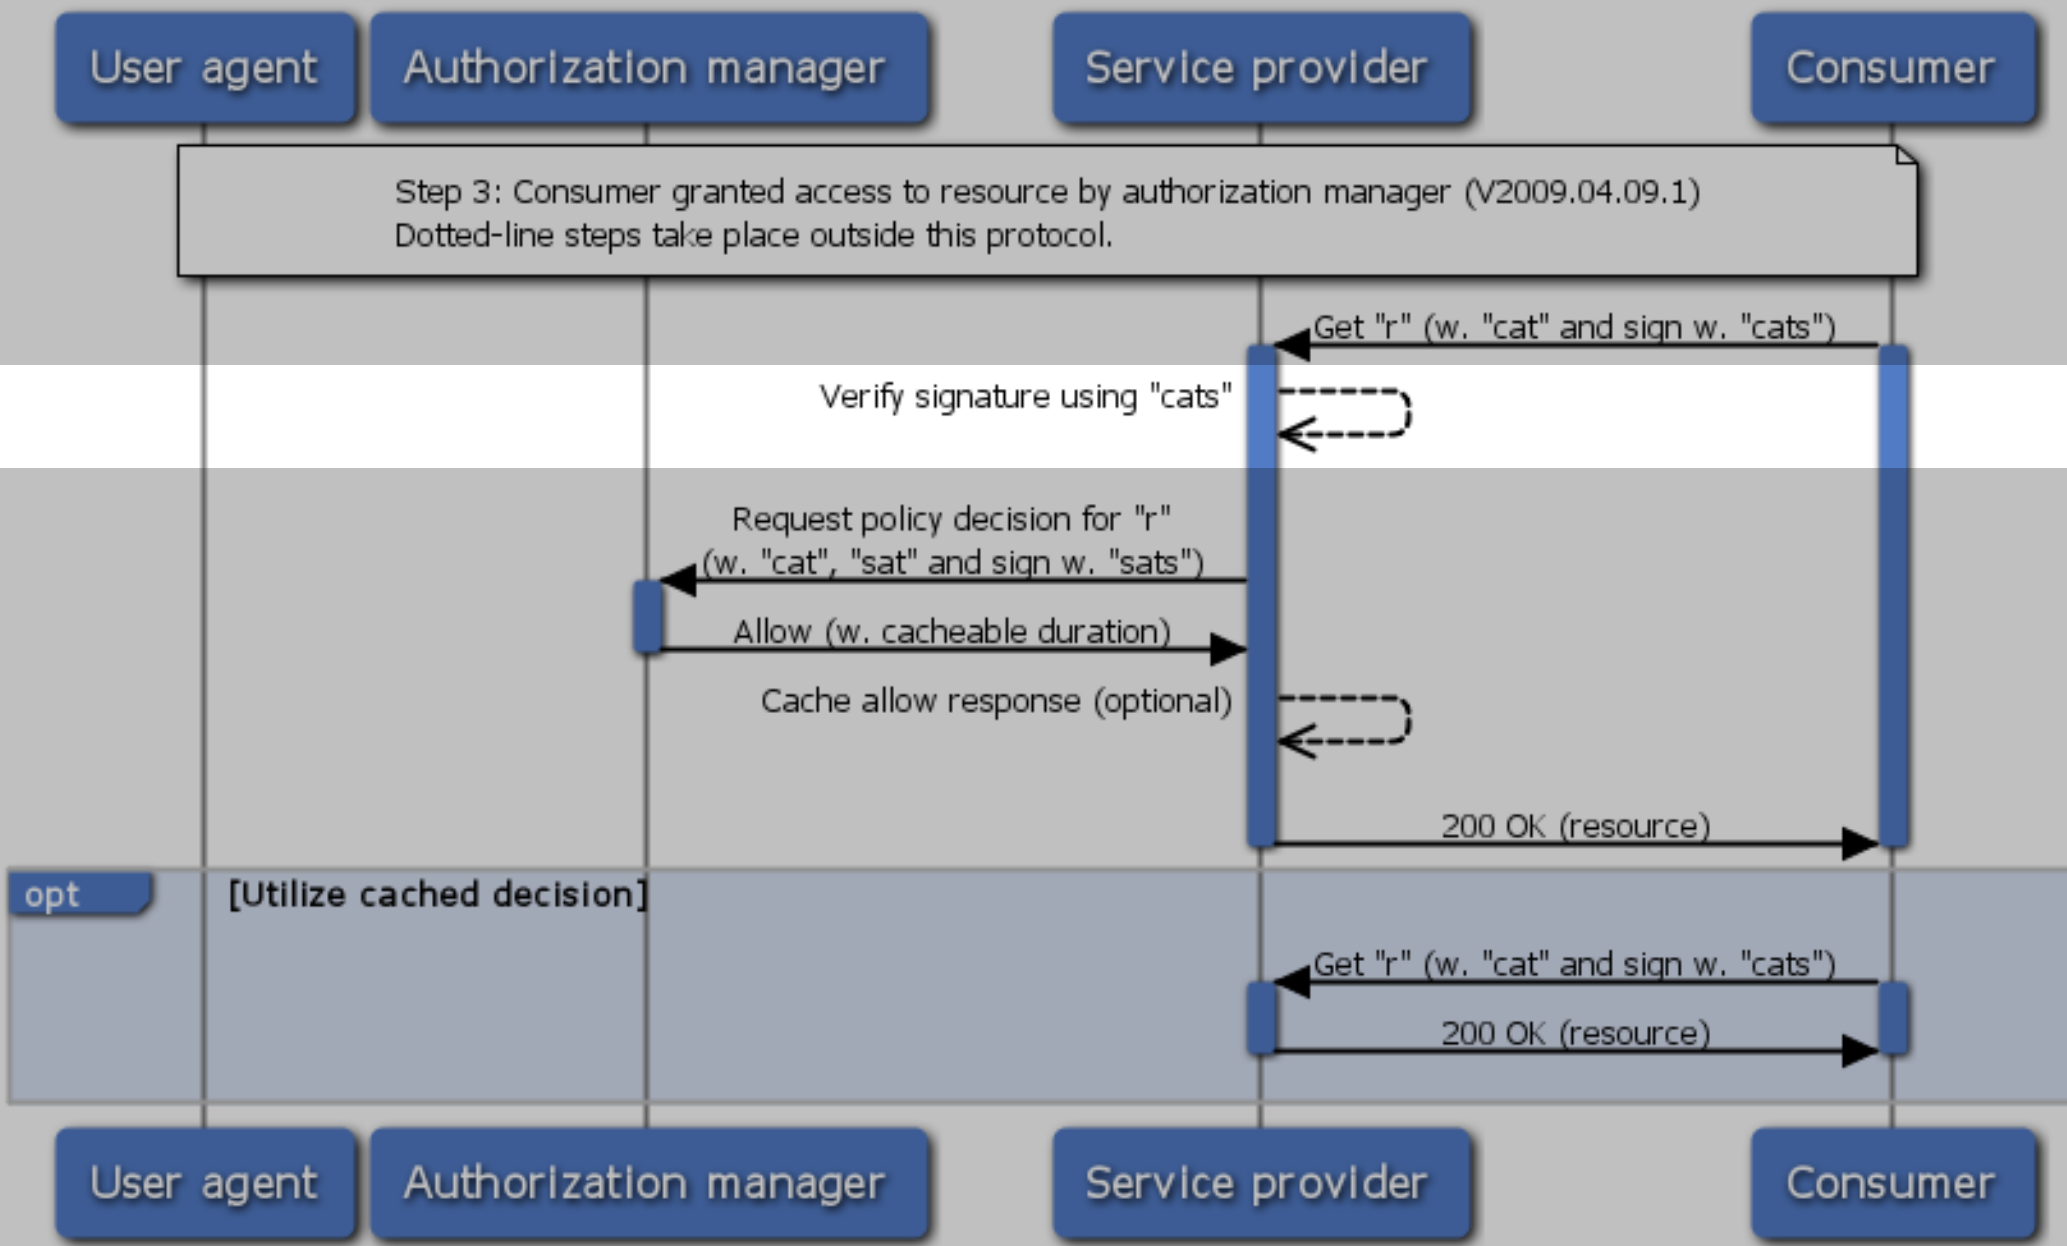 User agent
Authorization manager
Service provider
Consumer
Step 3: Consumer granted access to resource by authorization manager (V2009.04.09.1)
Dotted-line steps take place outside this protocol.
Get "r" (w. "cat" and sign w. "cats")
Verify signature using "cats"
Request policy decision for "r"
(w. "cat", "sat" and sign w. "sats")
Allow (w. cacheable duration)
Cache allow response (optional)
200 OK (resource)
opt
[Utilize cached decision]
Get "r" (w. "cat" and sign w. "cats")
200 OK (resource)
User agent
Authorization manager
Service provider
Consumer